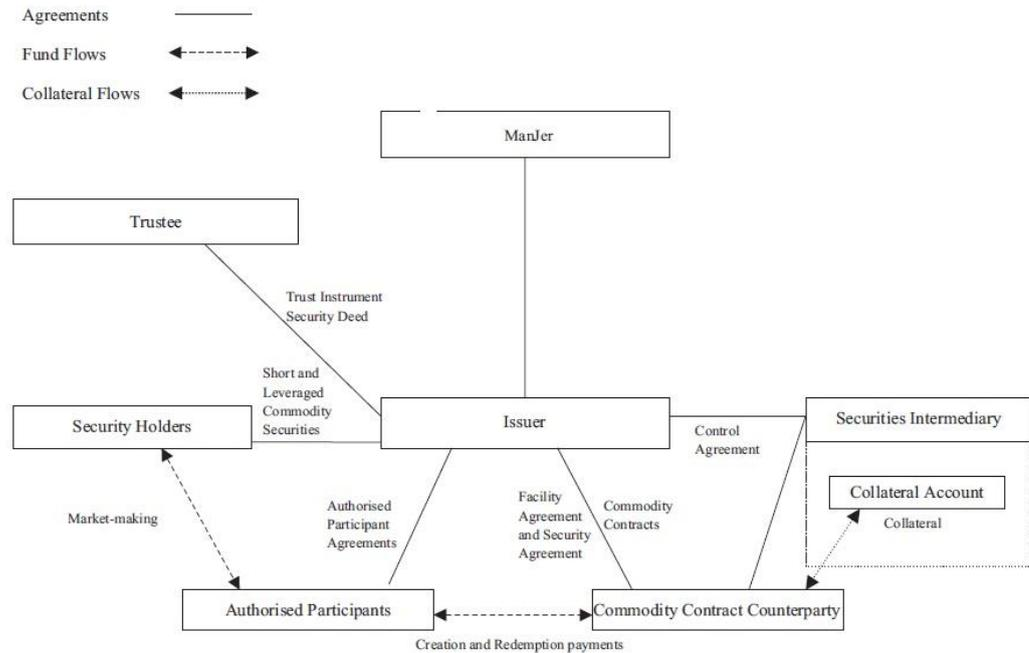 Agreements
Fund Flows
Collateral Flows
ManJer
Trustee
Trust Instrument
Security Deed
Short and
Leveraged
Commodity
Securities
Security Holders
Issuer
Securities Intermediary
Control
Agreement
Collateral Account
Collateral
Market-making
Authorised
Participant
Agreements
Facility
Agreement
and Security
Agreement
Commodity
Contracts
Authorised Participants
Commodity Contract Counterparty
Creation and Redemption payments